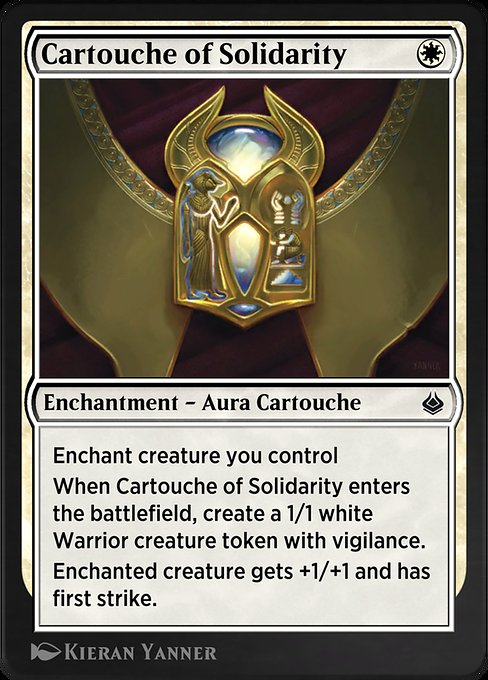 Cartouche of Solidarity
YANNER
Enchantment – Aura Cartouche
Enchant creature you control
When Cartouche of Solidarity enters
the battlefield, create a 1/1 white
Warrior creature token with vigilance.
Enchanted creature gets +1/+1 and has
first strike.
Kieran Yanner